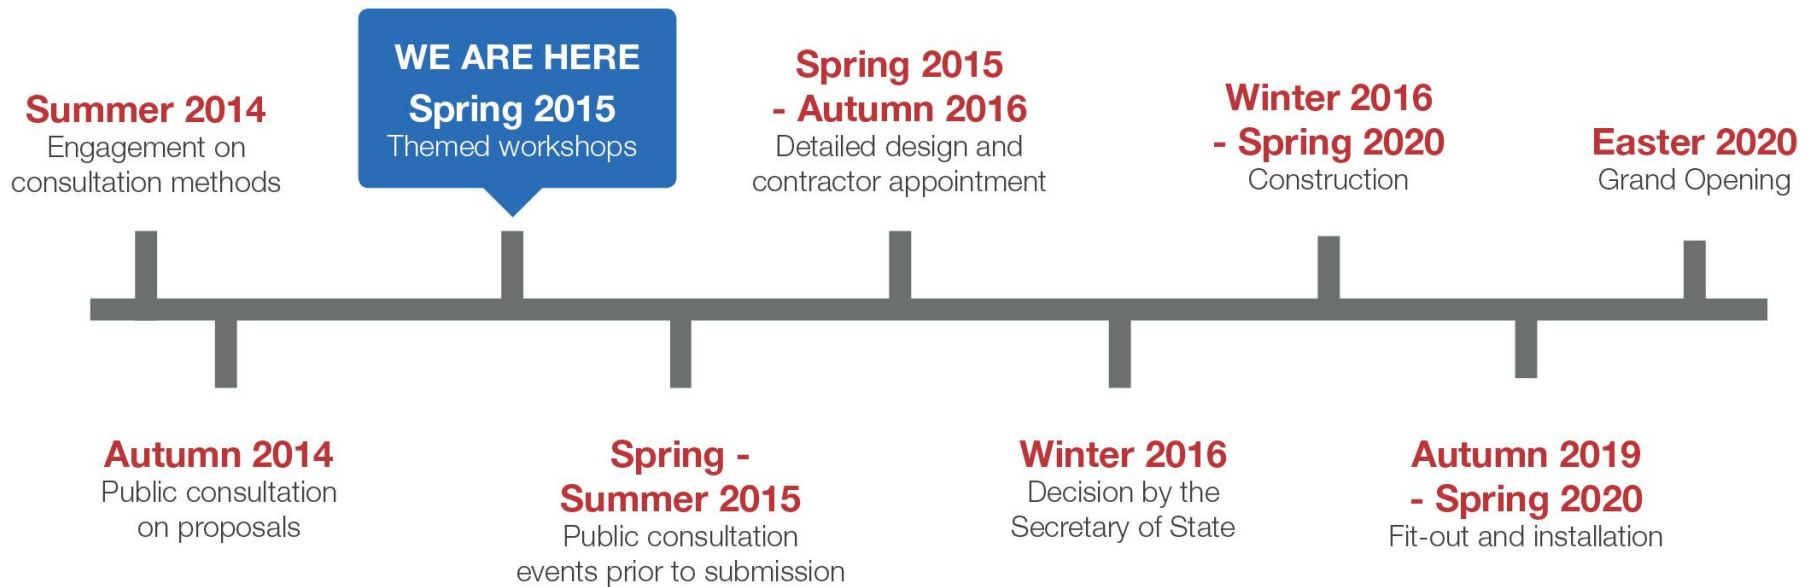 Summer 2014
Engagement on
consultation methods
WE ARE HERE
Spring 2015
Themed workshops
Spring 2015
- Autumn 2016
Detailed design and
contractor appointment
Winter 2016
- Spring 2020
Construction
Easter 2020
Grand Opening
Autumn 2014
Public consultation
on proposals
Spring -
Summer 2015
Public consultation
events prior to submission
Winter 2016
Decision by the
Secretary of State
Autumn 2019
- Spring 2020
Fit-out and installation